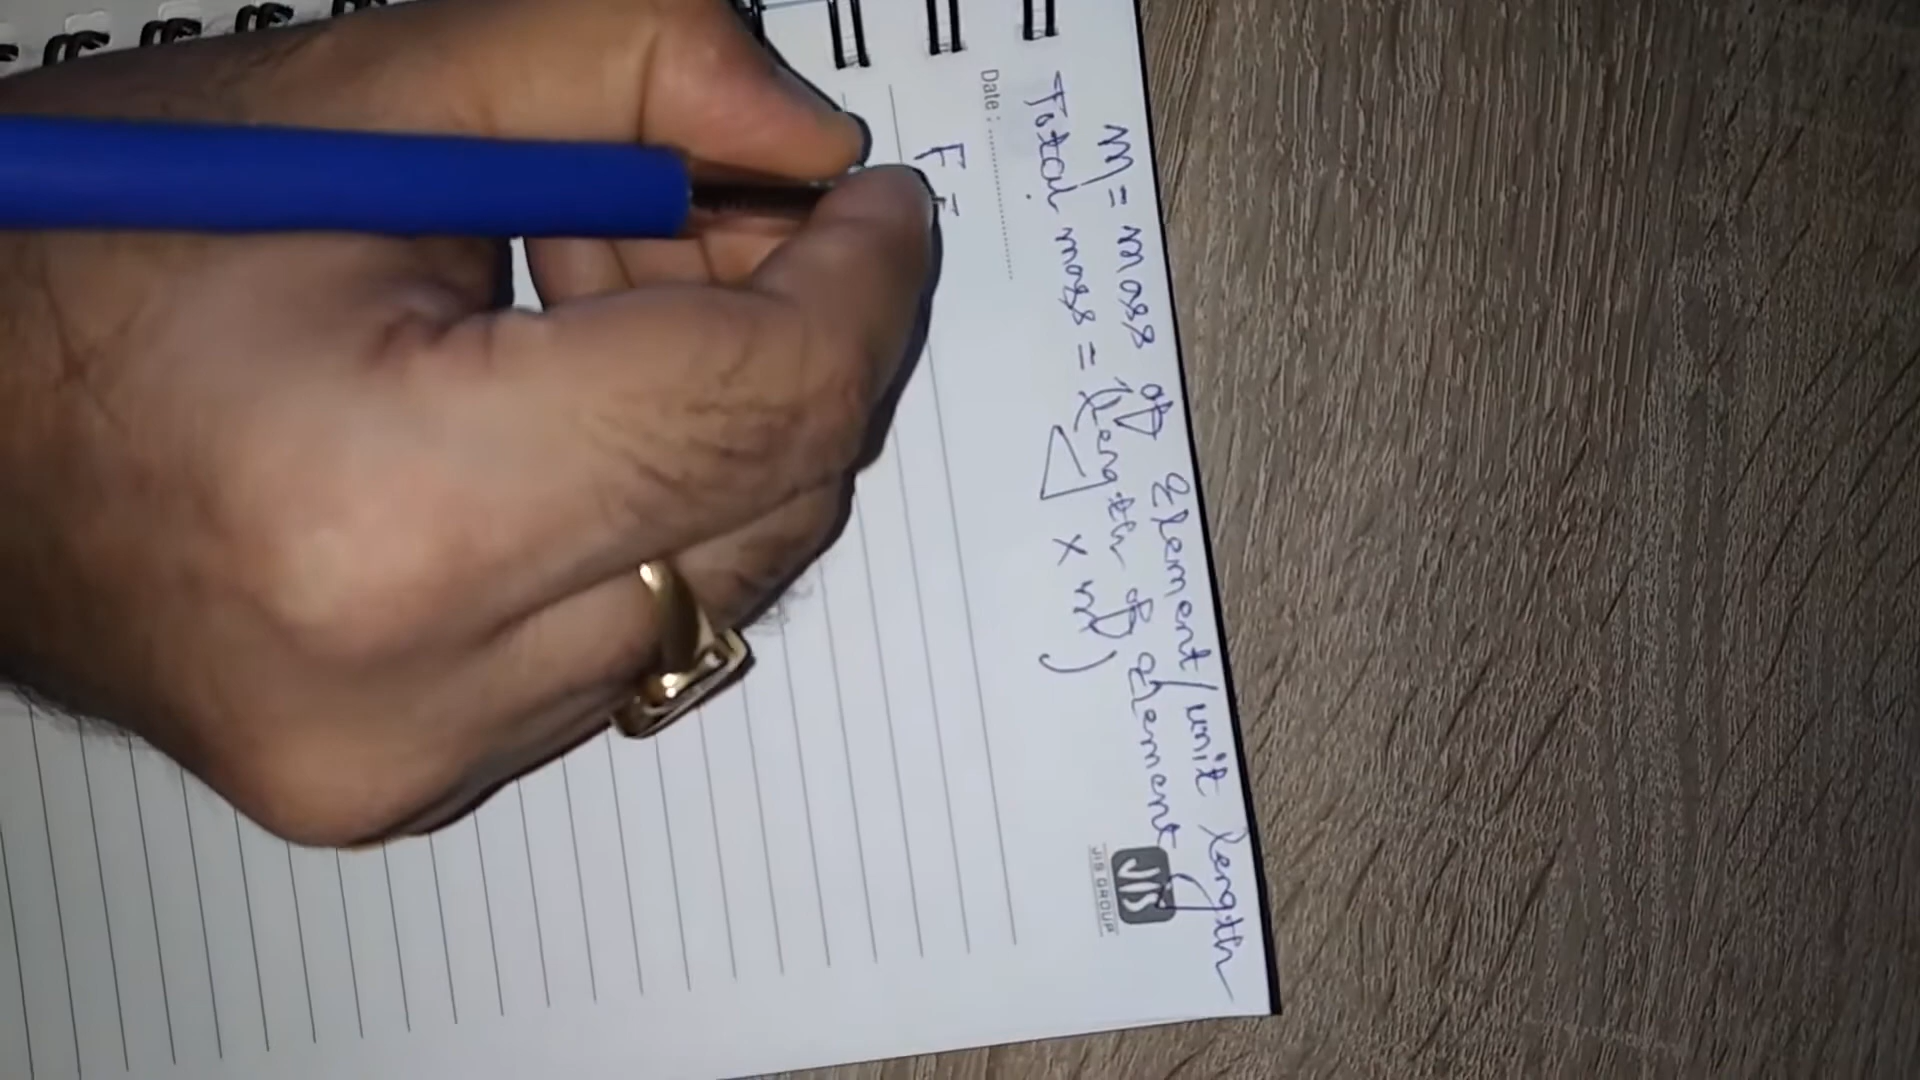 m = mass of Element/unit length
Total mass = (Length of Element
× m)
Date :
F =
JIS
JIS GROUP